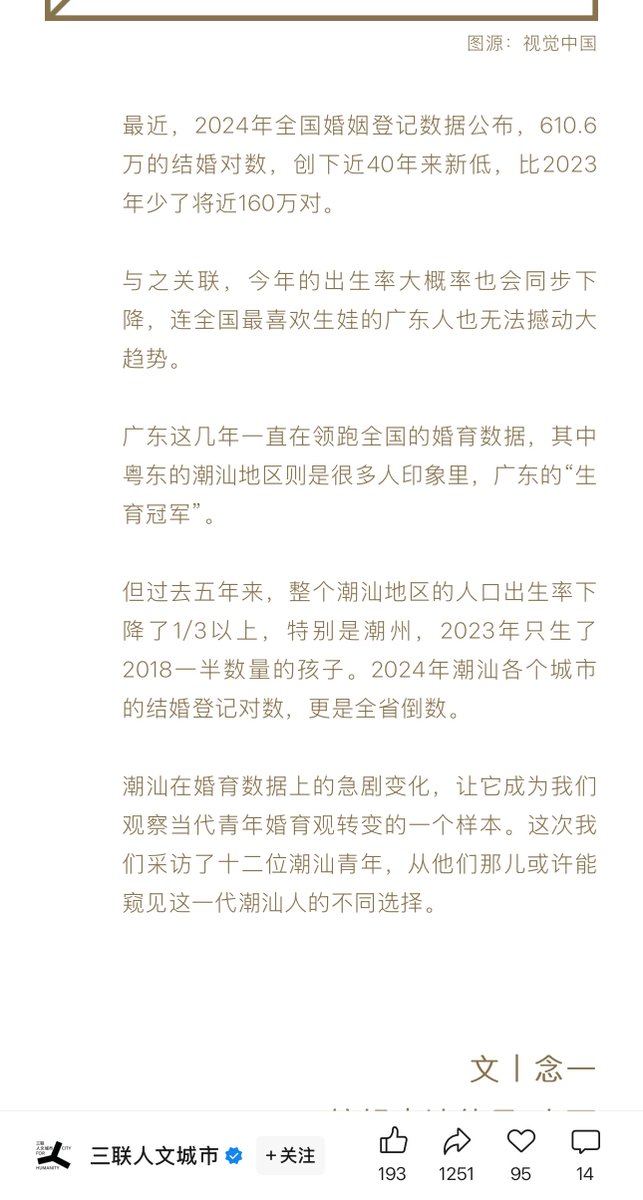 图源：视觉中国
最近，2024年全国婚姻登记数据公布，610.6
万的结婚对数，创下近40年来新低，比2023
年少了将近160万对。
与之关联，今年的出生率大概率也会同步下
降，连全国最喜欢生娃的广东人也无法撼动大
趋势。
广东这几年一直在领跑全国的婚育数据，其中
粤东的潮汕地区则是很多人印象里，广东的“生
育冠军”。
但过去五年来，整个潮汕地区的人口出生率下
降了1/3以上，特别是潮州，2023年只生了
2018一半数量的孩子。2024年潮汕各个城市
的结婚登记对数，更是全省倒数。
潮汕在婚育数据上的急剧变化，让它成为我们
观察当代青年婚育观转变的一个样本。这次我
们采访了十二位潮汕青年，从他们那儿或许能
窥见这一代潮汕人的不同选择。
文丨念一
三联
人文城市 CITY
FOR
HUMANITY
三联人文城市
+关注
193 1251 95 14